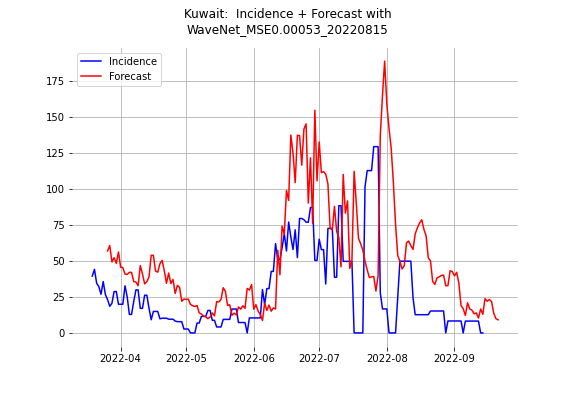 Kuwait:  Incidence + Forecast with
WaveNet_MSE0.00053_20220815
Incidence
Forecast
175
150
125
100
75
50
25
0
2022-04 2022-05 2022-06 2022-07 2022-08 2022-09